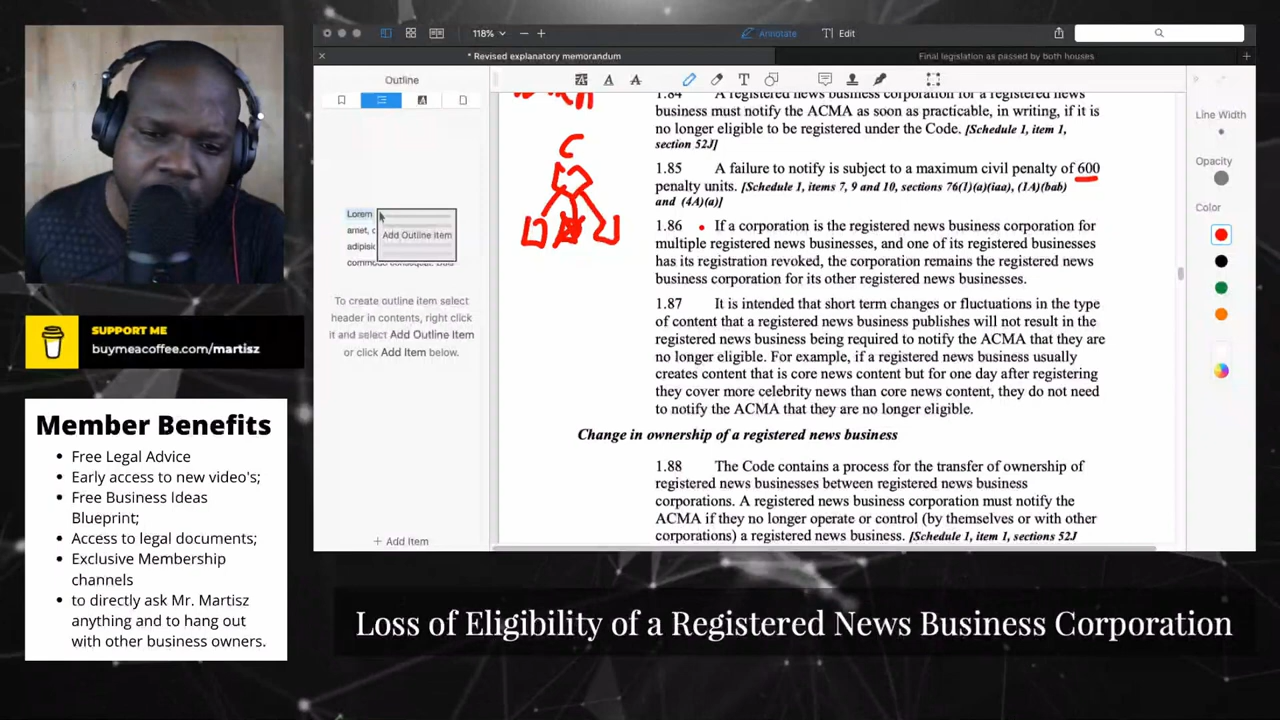 118%
Annotate
Edit
* Revised explanatory memorandum
Final legislation as passed by both houses
Outline
Lorem
Add Outline Item
amet,
adipisi
To create outline item select
header in contents, right click
it and select Add Outline Item
or click Add Item below.
+ Add Item
1.84 A registered news business corporation for a registered news
business must notify the ACMA as soon as practicable, in writing, if it is
no longer eligible to be registered under the Code. [Schedule 1, item 1,
section 52J]
1.85 A failure to notify is subject to a maximum civil penalty of 600
penalty units. [Schedule 1, items 7, 9 and 10, sections 76(1)(a)(iaa), (1A)(bab)
and (4A)(a)]
1.86 If a corporation is the registered news business corporation for
multiple registered news businesses, and one of its registered businesses
has its registration revoked, the corporation remains the registered news
business corporation for its other registered news businesses.
1.87 It is intended that short term changes or fluctuations in the type
of content that a registered news business publishes will not result in the
registered news business being required to notify the ACMA that they are
no longer eligible. For example, if a registered news business usually
creates content that is core news content but for one day after registering
they cover more celebrity news than core news content, they do not need
to notify the ACMA that they are no longer eligible.
Change in ownership of a registered news business
1.88 The Code contains a process for the transfer of ownership of
registered news businesses between registered news business
corporations. A registered news business corporation must notify the
ACMA if they no longer operate or control (by themselves or with other
corporations) a registered news business. [Schedule 1, item 1, sections 52J
Line Width
Opacity
Color
SUPPORT ME
buymeacoffee.com/martisz
Member Benefits
• Free Legal Advice
• Early access to new video's;
• Free Business Ideas
Blueprint;
• Access to legal documents;
• Exclusive Membership
channels
• to directly ask Mr. Martisz
anything and to hang out
with other business owners.
Loss of Eligibility of a Registered News Business Corporation